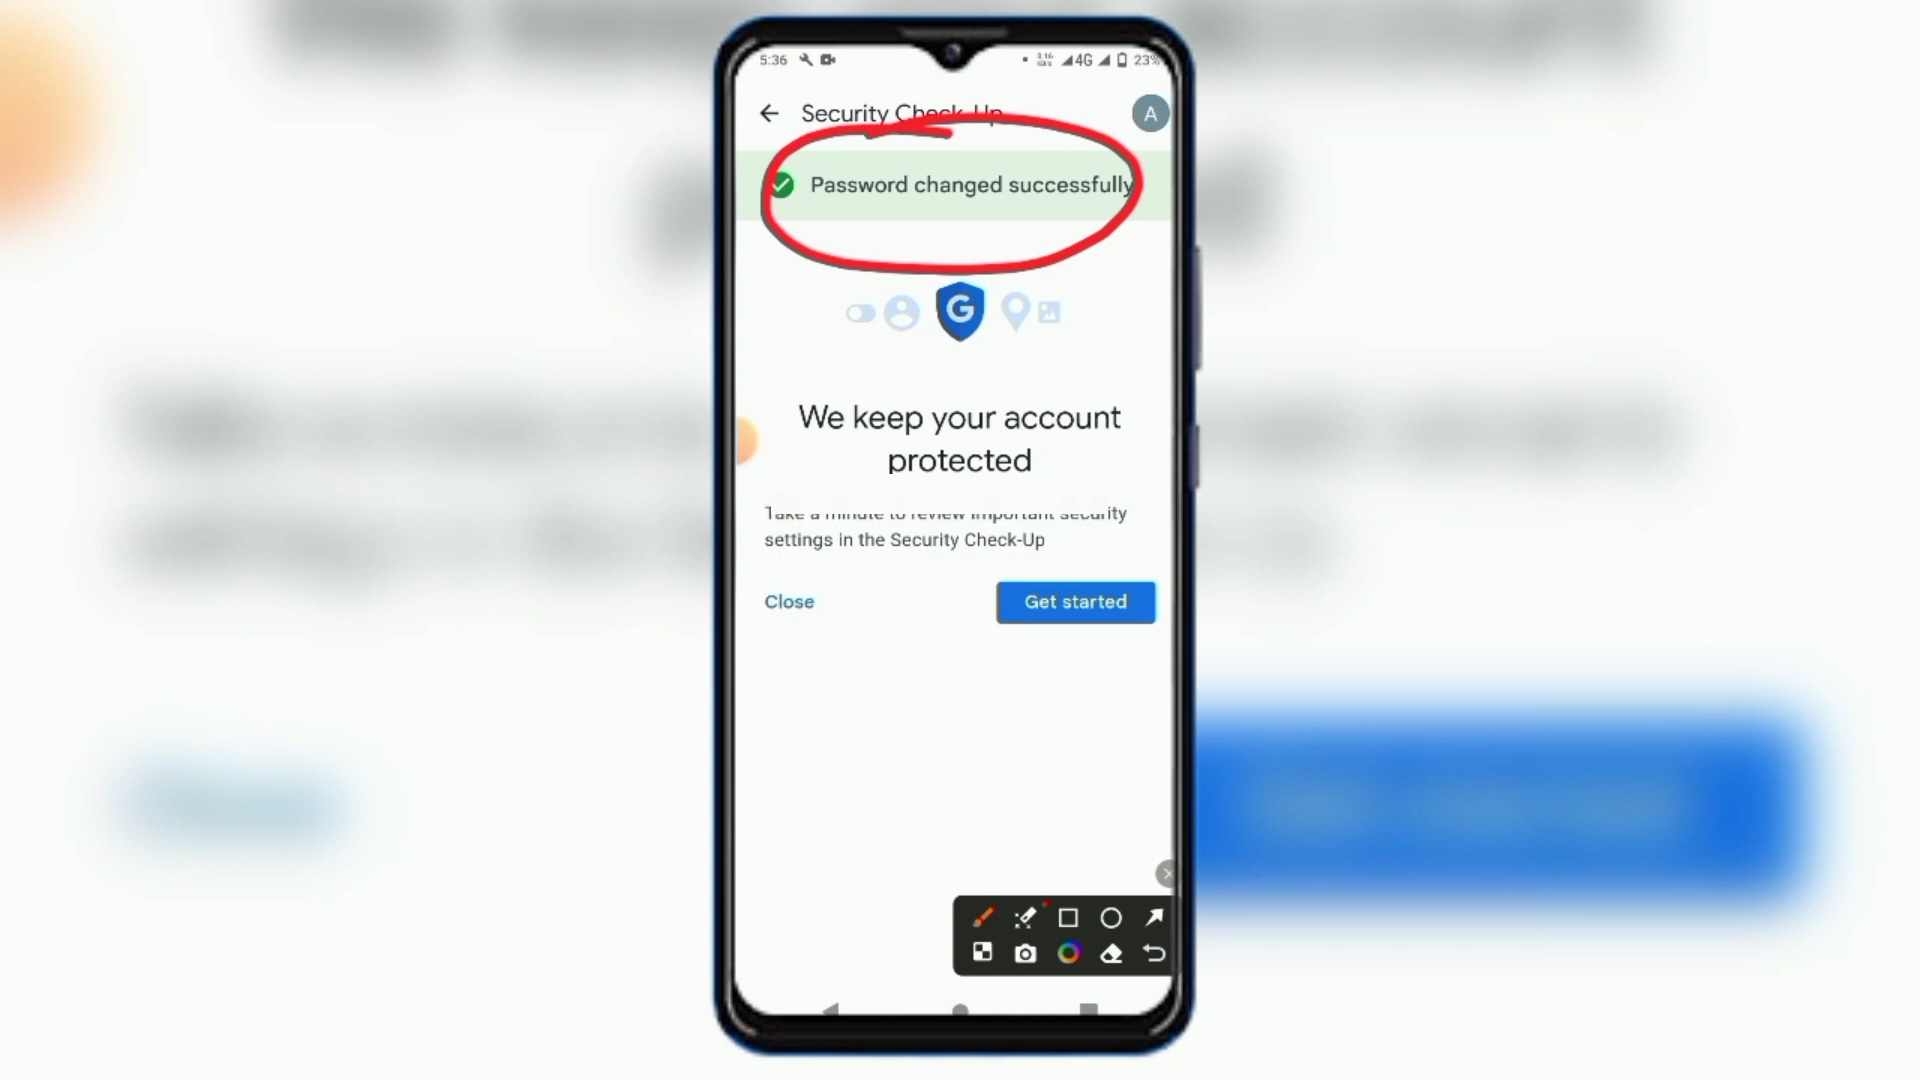 5:36 4G 23%
Security Check-Up
A
Password changed successfully
G
We keep your account
protected
Take a minute to review important security
settings in the Security Check-Up
Close Get started